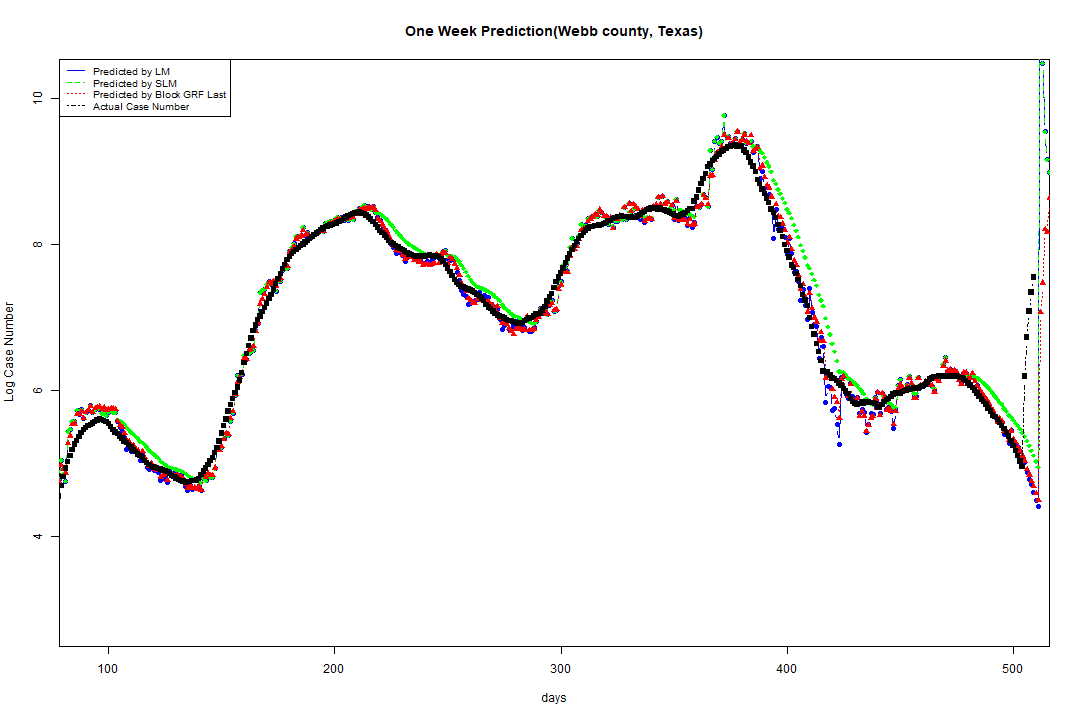 One Week Prediction(Webb county, Texas)
Predicted by LM
Predicted by SLM
Predicted by Block GRF Last
Actual Case Number
10
8
6
4
Log Case Number
100 200 300 400 500
days